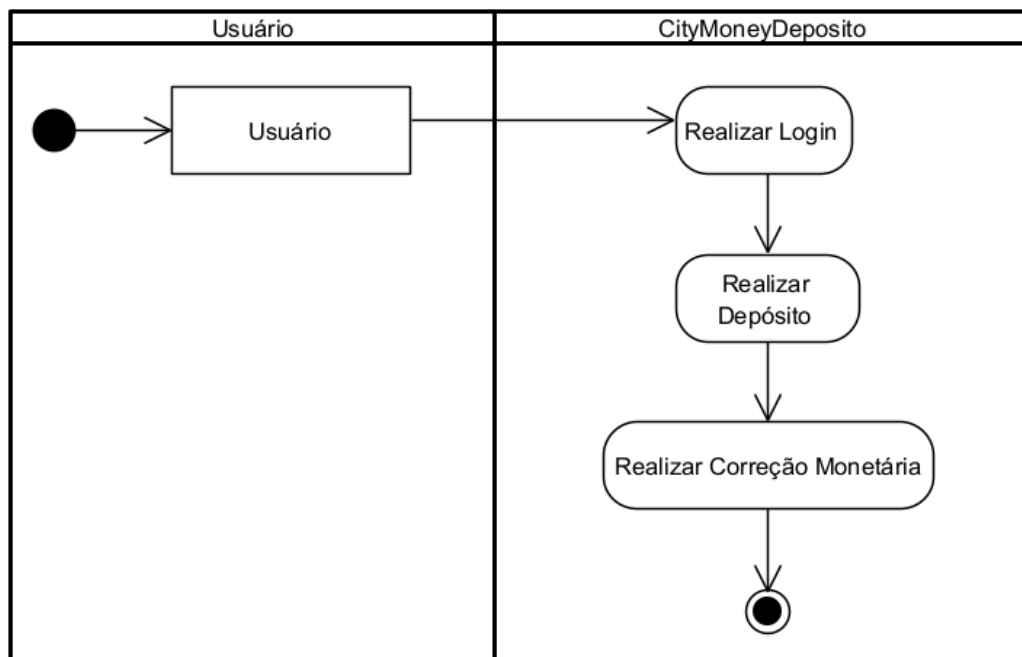 Usuário
CityMoneyDeposito
Usuário
Realizar Login
Realizar
Depósito
Realizar Correção Monetária